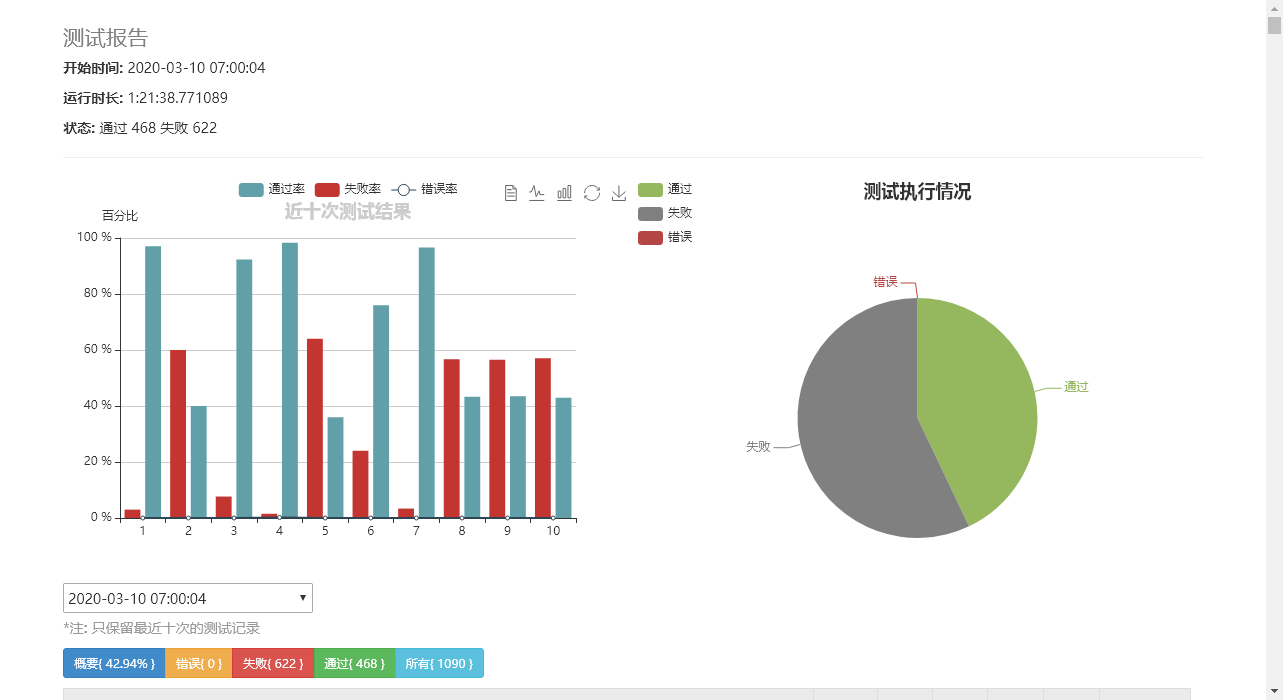 测试报告
开始时间: 2020-03-10 07:00:04
运行时长: 1:21:38.771089
状态: 通过 468 失败 622
通过率 失败率 错误率
近十次测试结果
百分比
100 %
80 %
60 %
40 %
20 %
0 %
1 2 3 4 5 6 7 8 9 10
通过
失败
错误
测试执行情况
错误
通过
失败
2020-03-10 07:00:04
*注: 只保留最近十次的测试记录
概要{ 42.94% } 错误{ 0 } 失败{ 622 } 通过{ 468 } 所有{ 1090 }